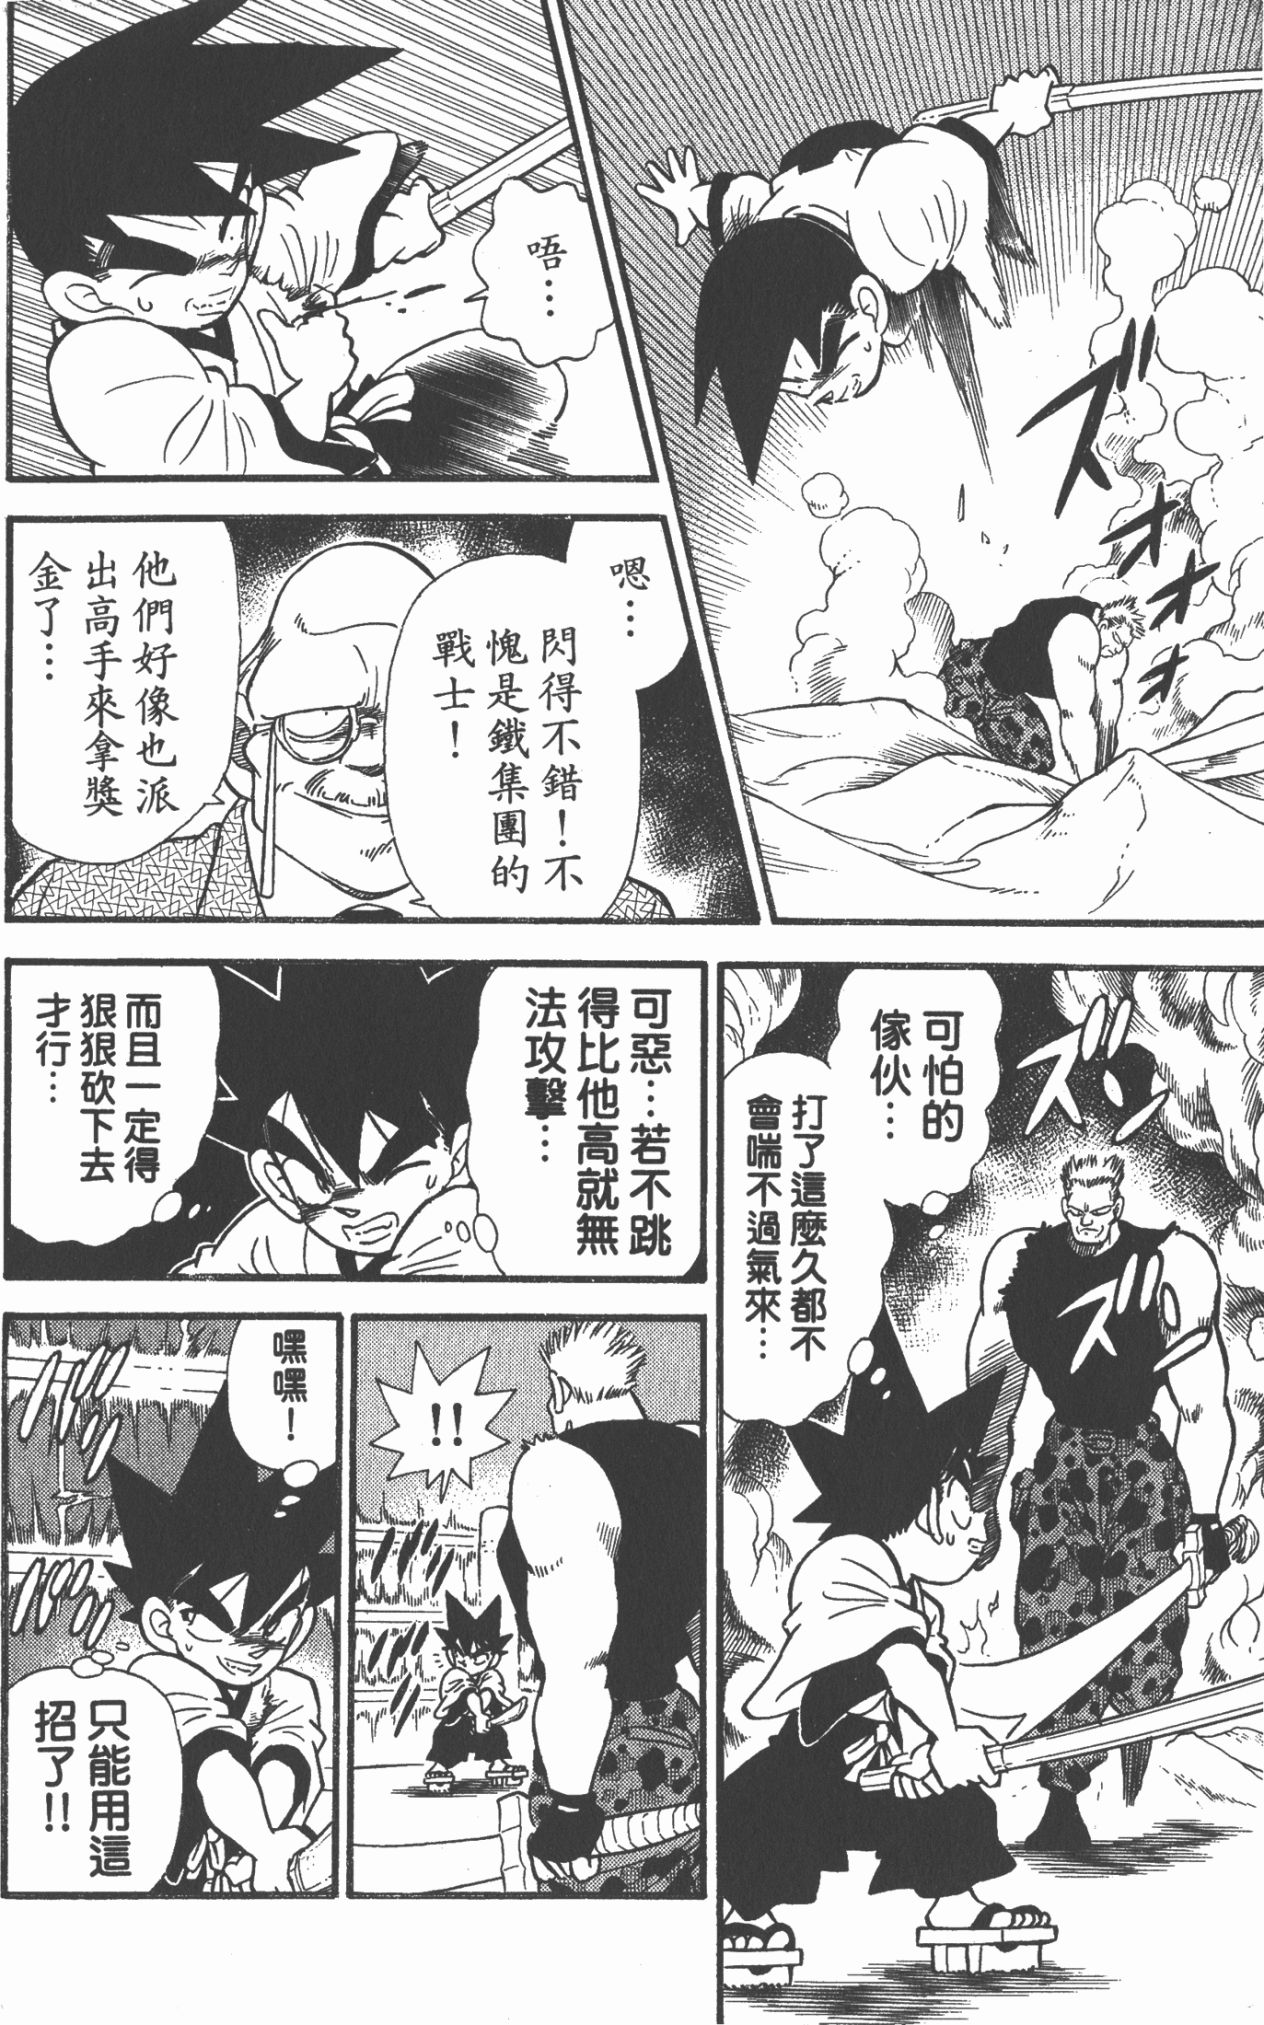 ズオオオオ
唔…
嗯…
閃得不錯！不
愧是鐵集團的
戰士！
他們好像也派
出高手來拿獎
金了…
ズズ
可怕的
傢伙…
打了這麼久都不
會喘不過氣來…
ズズ
可惡…若不跳
得比他高就無
法攻擊…
而且一定得
狠狠砍下去
才行…
!!
嘿嘿！
只能用這
招了!!